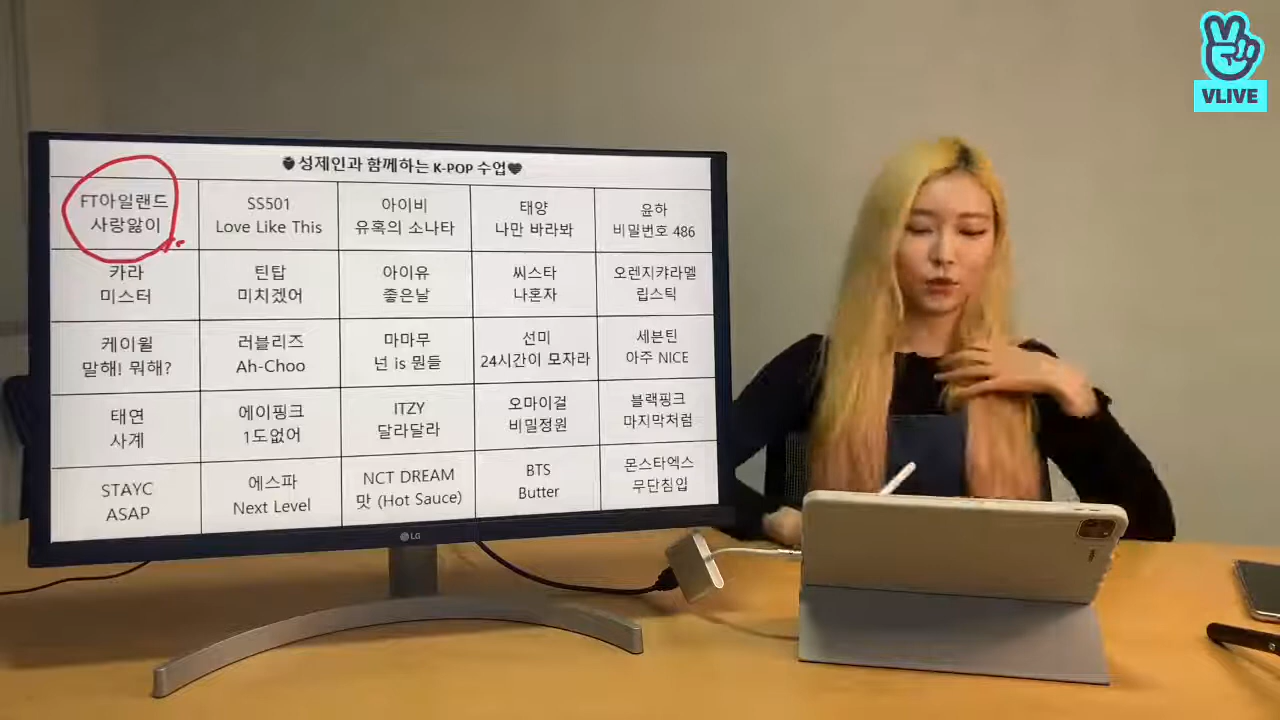 VLIVE
성제인과 함께하는 K-POP 수업
FT아일랜드
사랑앓이
SS501
Love Like This
아이비
유혹의 소나타
태양
나만 바라봐
윤하
비밀번호 486
카라
미스터
틴탑
미치겠어
아이유
좋은날
씨스타
나혼자
오렌지캬라멜
립스틱
케이윌
말해! 뭐해?
러블리즈
Ah-Choo
마마무
넌 is 뭔들
선미
24시간이 모자라
세븐틴
아주 NICE
태연
사계
에이핑크
1도없어
ITZY
달라달라
오마이걸
비밀정원
블랙핑크
마지막처럼
STAYC
ASAP
에스파
Next Level
NCT DREAM
맛 (Hot Sauce)
BTS
Butter
몬스타엑스
무단침입
LG